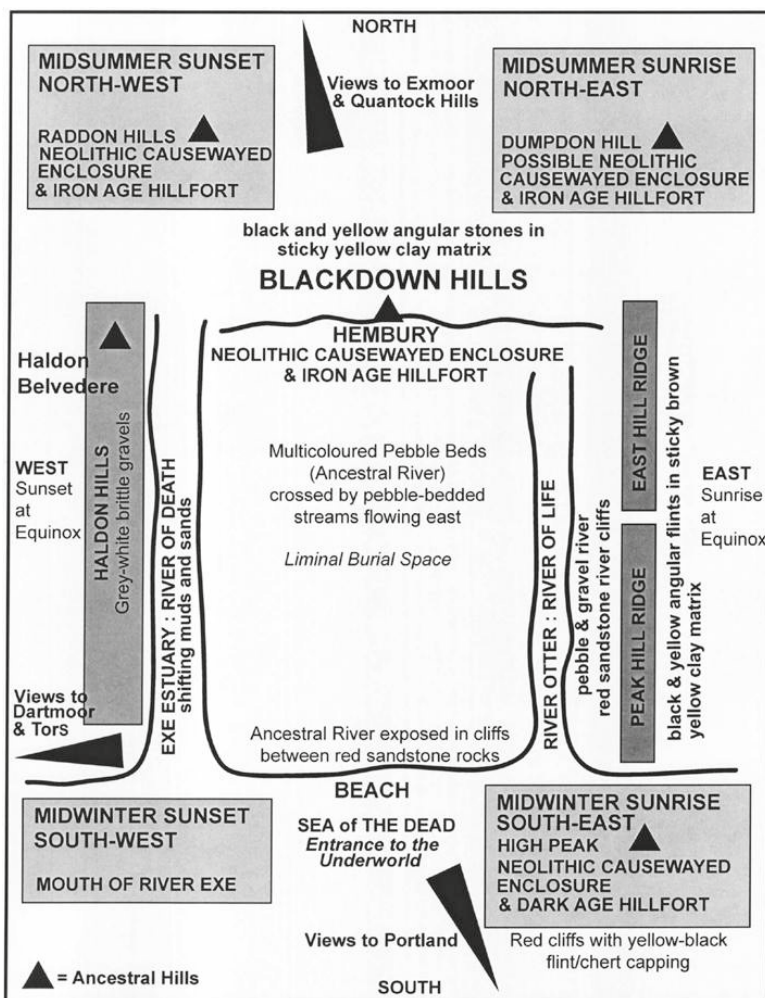 NORTH
MIDSUMMER SUNSET
NORTH-WEST
RADDON HILLS
NEOLITHIC CAUSEWAYED
ENCLOSURE
& IRON AGE HILLFORT
Views to Exmoor
& Quantock Hills
MIDSUMMER SUNRISE
NORTH-EAST
DUMPDON HILL
POSSIBLE NEOLITHIC
CAUSEWAYED ENCLOSURE
& IRON AGE HILLFORT
black and yellow angular stones in
sticky yellow clay matrix
BLACKDOWN HILLS
HEMBURY
NEOLITHIC CAUSEWAYED ENCLOSURE
& IRON AGE HILLFORT
Haldon
Belvedere
WEST
Sunset
at
Equinox
HALDON HILLS
Grey-white brittle gravels
EXE ESTUARY : RIVER OF DEATH
shifting muds and sands
Multicoloured Pebble Beds
(Ancestral River)
crossed by pebble-bedded
streams flowing east
Liminal Burial Space
RIVER OTTER : RIVER OF LIFE
pebble & gravel river
red sandstone river cliffs
EAST HILL RIDGE
PEAK HILL RIDGE
black & yellow angular flints in sticky brown
yellow clay matrix
EAST
Sunrise
at
Equinox
Views to
Dartmoor
& Tors
Ancestral River exposed in cliffs
between red sandstone rocks
BEACH
MIDWINTER SUNSET
SOUTH-WEST
MOUTH OF RIVER EXE
SEA of THE DEAD
Entrance to the
Underworld
MIDWINTER SUNRISE
SOUTH-EAST
HIGH PEAK
NEOLITHIC CAUSEWAYED
ENCLOSURE
& DARK AGE HILLFORT
Views to Portland
Red cliffs with yellow-black
flint/chert capping
= Ancestral Hills
SOUTH